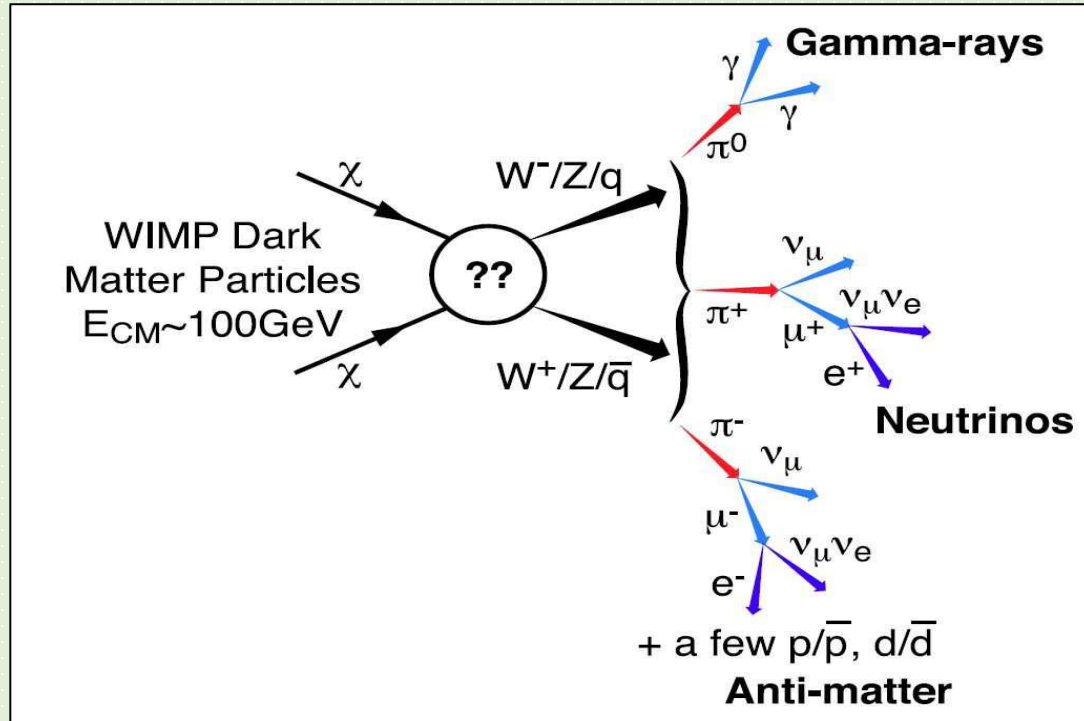 Gamma-rays
γ
γ
π⁰
χ
W⁻/Z/q
WIMP Dark
Matter Particles
E_CM~100GeV
??
χ
W⁺/Z/q̅
π⁺
ν_μ
μ⁺
ν_μν_e
e⁺
Neutrinos
π⁻
ν_μ
μ⁻
ν_μν_e
e⁻
+ a few p/p̅, d/d̅
Anti-matter